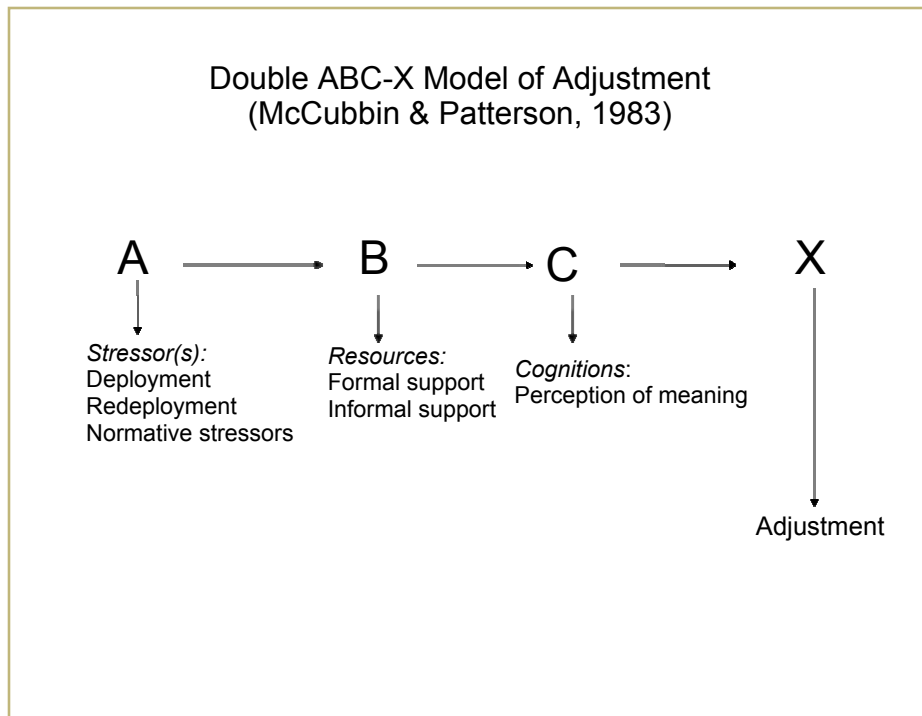 Double ABC-X Model of Adjustment
(McCubbin & Patterson, 1983)
A
B
C
X
Stressor(s):
Deployment
Redeployment
Normative stressors
Resources:
Formal support
Informal support
Cognitions:
Perception of meaning
Adjustment